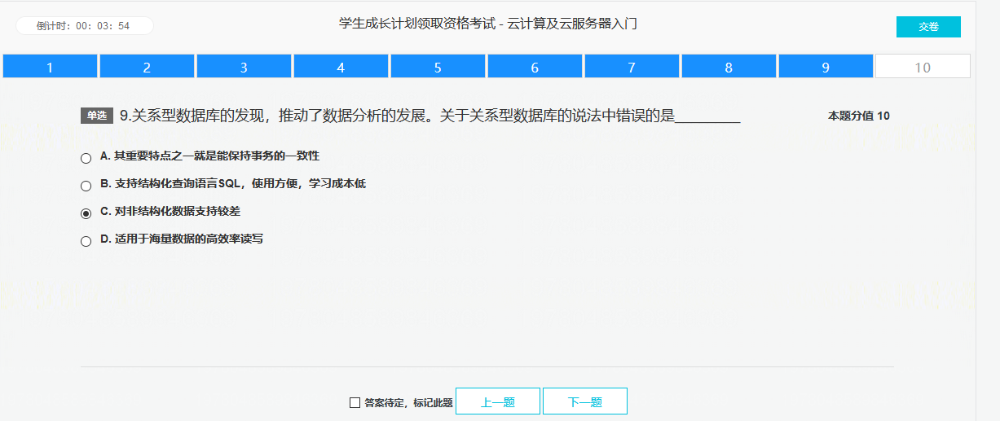 倒计时：00：03：54
学生成长计划领取资格考试 - 云计算及云服务器入门
交卷
1 2 3 4 5 6 7 8 9 10
单选 9.关系型数据库的发现，推动了数据分析的发展。关于关系型数据库的说法中错误的是_________ 本题分值 10
A. 其重要特点之一就是能保持事务的一致性
B. 支持结构化查询语言SQL，使用方便，学习成本低
C. 对非结构化数据支持较差
D. 适用于海量数据的高效率读写
答案待定，标记此题 上一题 下一题